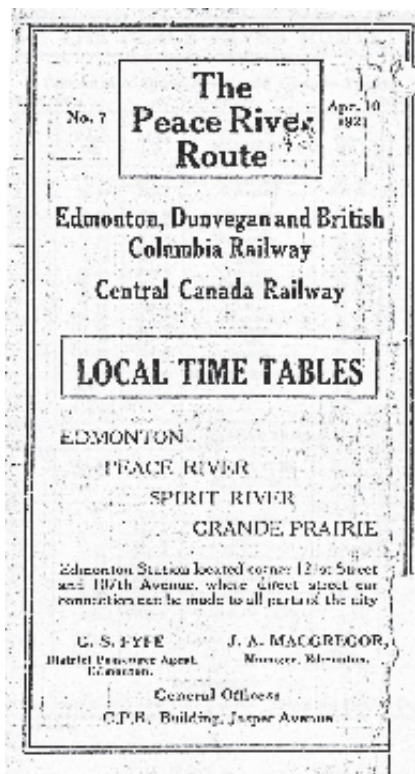 The
Peace River
Route
No. 7
Apr. 10
1921
Edmonton, Dunvegan and British
Columbia Railway
Central Canada Railway
LOCAL TIME TABLES
EDMONTON
PEACE RIVER
SPIRIT RIVER
GRANDE PRAIRIE
Edmonton Station located corner 121st Street
and 107th Avenue, where direct street car
connection can be made to all parts of the city
G. S. FYFE
District Passenger Agent,
Edmonton.
J. A. MACGREGOR,
Manager, Edmonton.
General Offices:
C.P.R. Building, Jasper Avenue